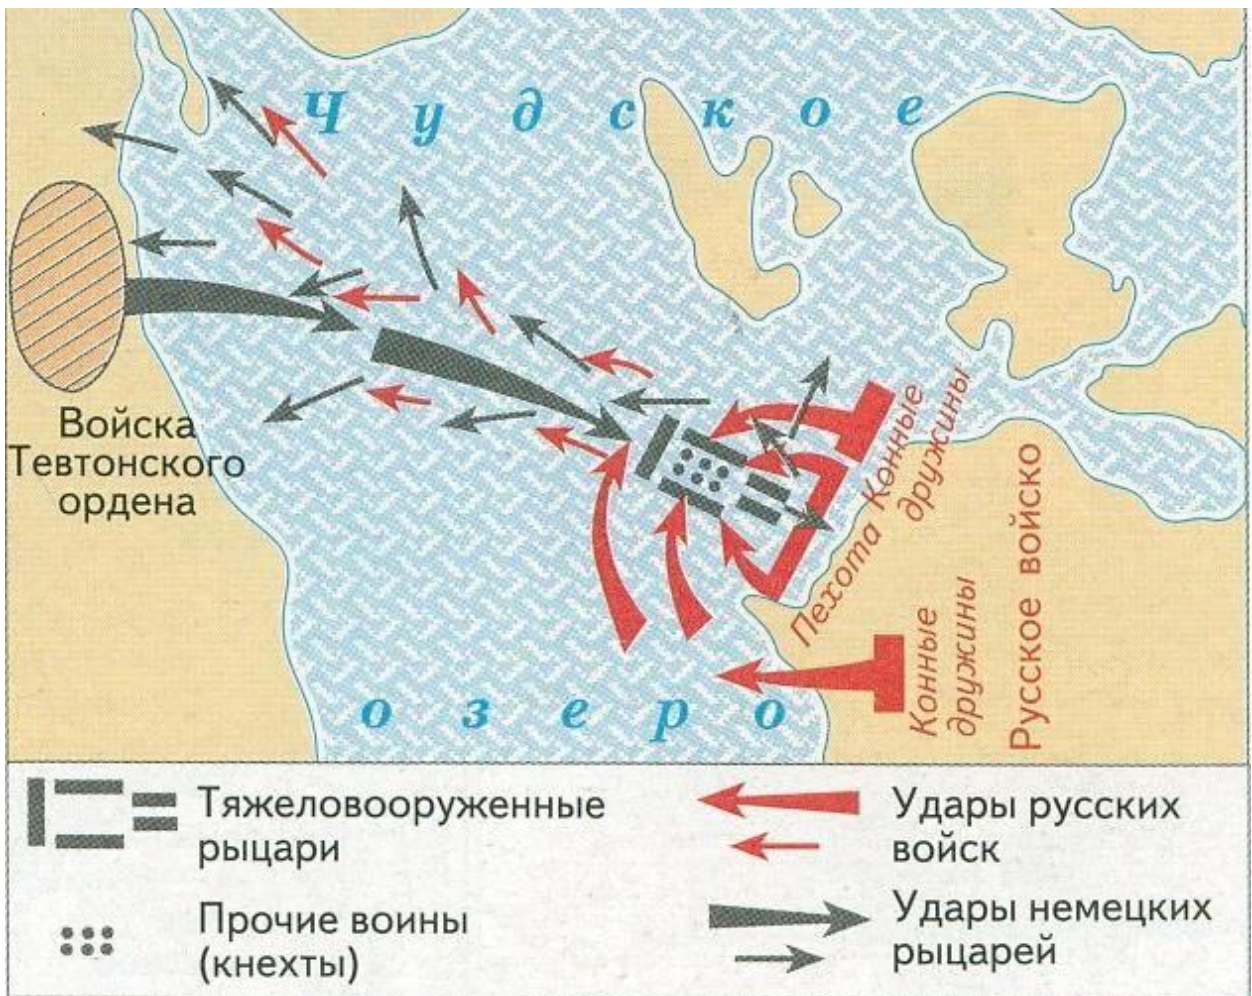 Чудское
Войска
Тевтонского
ордена
Конные
дружины
Пехота
Конные
дружины
Русское войско
озеро
Тяжеловооруженные
рыцари
Прочие воины
(кнехты)
Удары русских
войск
Удары немецких
рыцарей